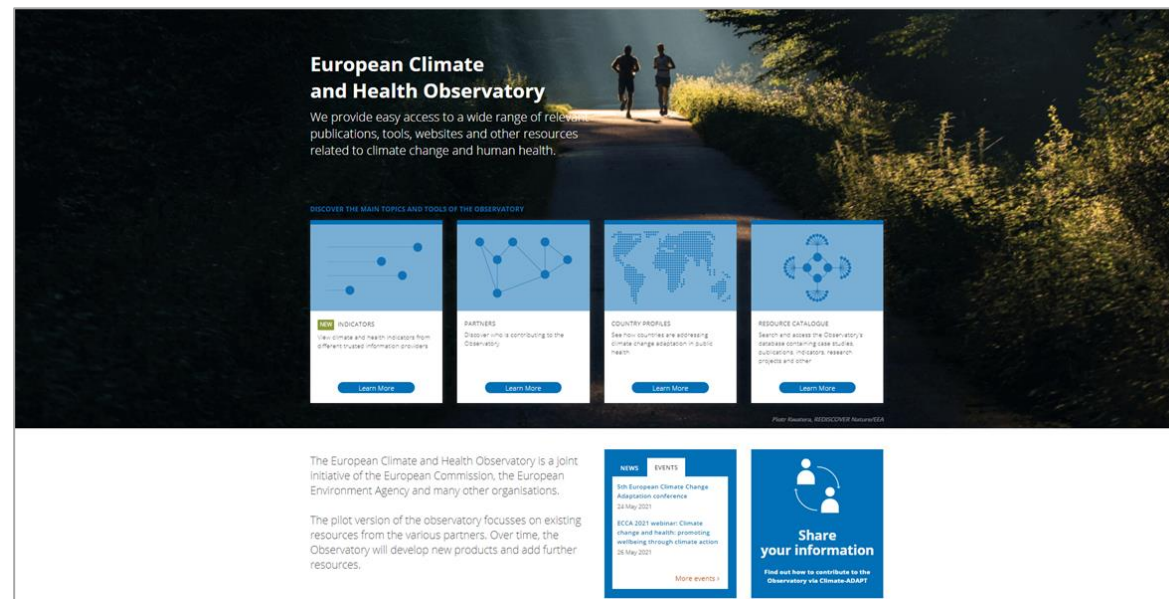 European Climate
and Health Observatory
We provide easy access to a wide range of relevant
publications, tools, websites and other resources
related to climate change and human health.
DISCOVER THE MAIN TOPICS AND TOOLS OF THE OBSERVATORY
NEW INDICATORS
View climate and health indicators from
different trusted information providers
Learn More
PARTNERS
Discover who is contributing to the
Observatory
Learn More
COUNTRY PROFILES
See how countries are addressing
climate change adaptation in public
health
Learn More
RESOURCE CATALOGUE
Search and access the Observatory's
database containing case studies,
publications, indicators, research
projects and other
Learn More
REDISCOVER Nature/EEA
The European Climate and Health Observatory is a joint
initiative of the European Commission, the European
Environment Agency and many other organisations.
The pilot version of the observatory focusses on existing
resources from the various partners. Over time, the
Observatory will develop new products and add further
resources.
NEWS EVENTS
5th European Climate Change
Adaptation conference
24 May 2021
ECCA 2021 webinar: Climate
change and health: promoting
wellbeing through climate action
26 May 2021
More events ›
Share
your information
Find out how to contribute to the
Observatory via Climate-ADAPT